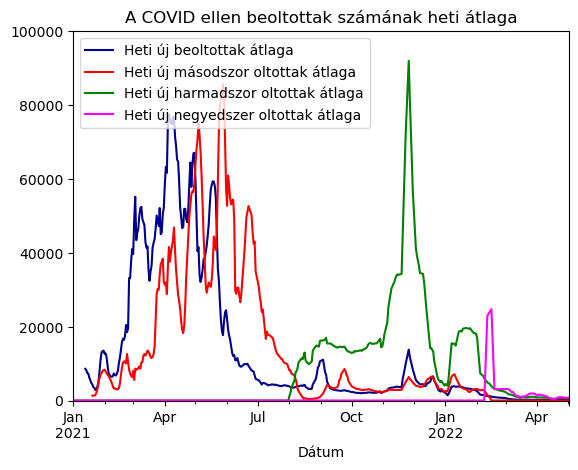 A COVID ellen beoltottak számának heti átlaga
100000
80000
60000
40000
20000
0
Heti új beoltottak átlaga
Heti új másodszor oltottak átlaga
Heti új harmadszor oltottak átlaga
Heti új negyedszer oltottak átlaga
Jan Apr Jul Oct Jan Apr
2021 2022
Dátum